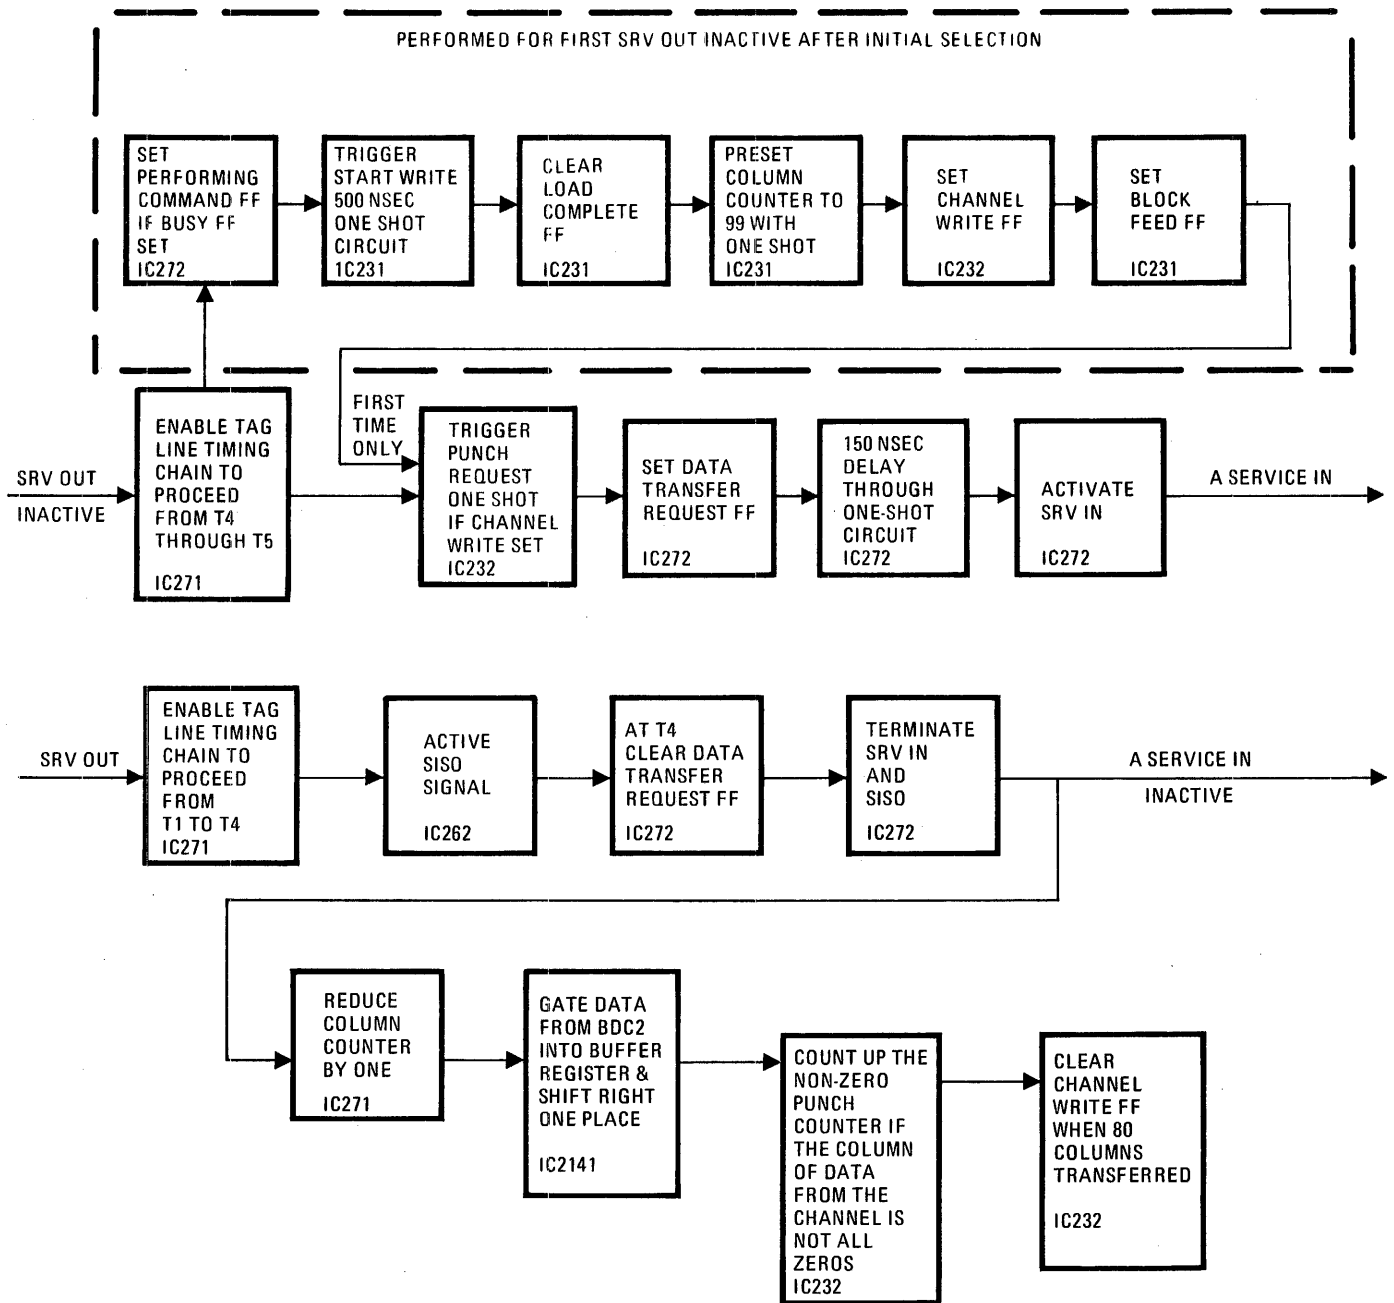 PERFORMED FOR FIRST SRV OUT INACTIVE AFTER INITIAL SELECTION
SET
PERFORMING
COMMAND FF
IF BUSY FF
SET
IC272
TRIGGER
START WRITE
500 NSEC
ONE SHOT
CIRCUIT
1C231
CLEAR
LOAD
COMPLETE
FF
IC231
PRESET
COLUMN
COUNTER TO
99 WITH
ONE SHOT
IC231
SET
CHANNEL
WRITE FF
IC232
SET
BLOCK
FEED FF
IC231
SRV OUT
INACTIVE
ENABLE TAG
LINE TIMING
CHAIN TO
PROCEED
FROM T4
THROUGH T5
IC271
FIRST
TIME
ONLY
TRIGGER
PUNCH
REQUEST
ONE SHOT
IF CHANNEL
WRITE SET
IC232
SET DATA
TRANSFER
REQUEST FF
IC272
150 NSEC
DELAY
THROUGH
ONE-SHOT
CIRCUIT
IC272
ACTIVATE
SRV IN
IC272
A SERVICE IN
SRV OUT
ENABLE TAG
LINE TIMING
CHAIN TO
PROCEED
FROM
T1 TO T4
IC271
ACTIVE
SISO
SIGNAL
IC262
AT T4
CLEAR DATA
TRANSFER
REQUEST FF
IC272
TERMINATE
SRV IN
AND
SISO
IC272
A SERVICE IN
INACTIVE
REDUCE
COLUMN
COUNTER
BY ONE
IC271
GATE DATA
FROM BDC2
INTO BUFFER
REGISTER &
SHIFT RIGHT
ONE PLACE
IC2141
COUNT UP THE
NON-ZERO
PUNCH
COUNTER IF
THE COLUMN
OF DATA
FROM THE
CHANNEL IS
NOT ALL
ZEROS
IC232
CLEAR
CHANNEL
WRITE FF
WHEN 80
COLUMNS
TRANSFERRED
IC232